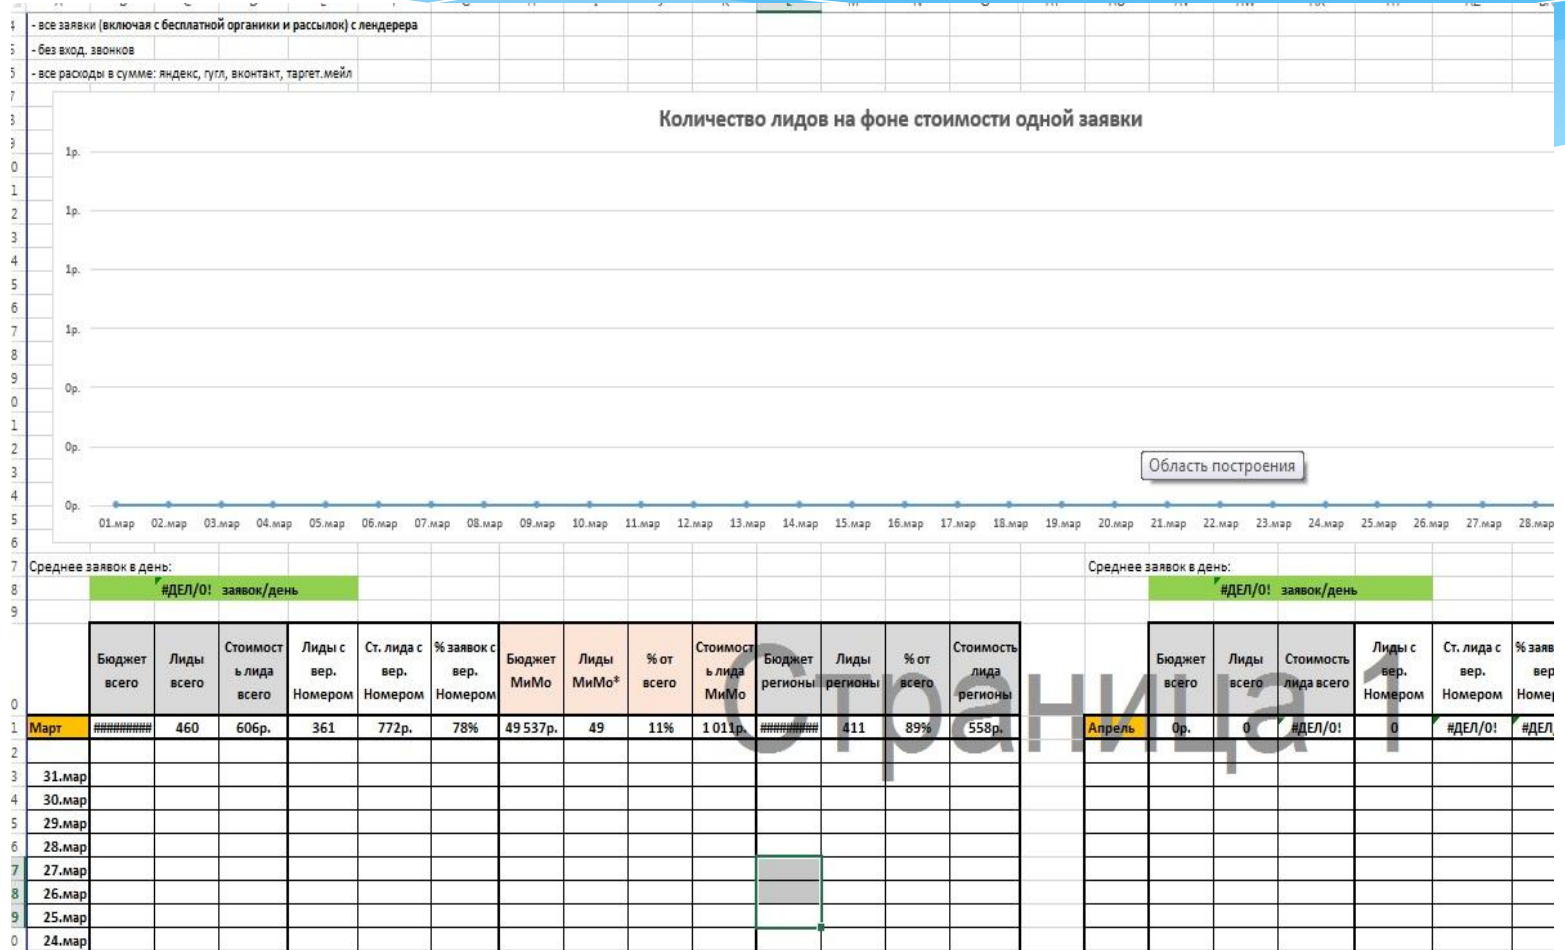 - все заявки (включая с бесплатной органики и рассылок) с лендерера
- без вход. звонков
- все расходы в сумме: яндекс, гугл, вконтакт, таргет.мейл
Количество лидов на фоне стоимости одной заявки
1р.
1р.
1р.
1р.
0р.
0р.
0р.
Область построения
01.мар 02.мар 03.мар 04.мар 05.мар 06.мар 07.мар 08.мар 09.мар 10.мар 11.мар 12.мар 13.мар 14.мар 15.мар 16.мар 17.мар 18.мар 19.мар 20.мар 21.мар 22.мар 23.мар 24.мар 25.мар 26.мар 27.мар 28.мар
Среднее заявок в день: Среднее заявок в день:
#ДЕЛ/0! заявок/день #ДЕЛ/0! заявок/день
Бюджет всего Лиды всего Стоимость лида всего Лиды с вер. Номером Ст. лида с вер. Номером % заявок с вер. Номером Бюджет МиМо Лиды МиМо* % от всего Стоимость лида МиМо Бюджет регионы Лиды регионы % от всего Стоимость лида регионы Бюджет всего Лиды всего Стоимость лида всего Лиды с вер. Номером Ст. лида с вер. Номером
Март ######### 460 606р. 361 772р. 78% 49 537р. 49 11% 1 011р. ######### 411 89% 558р. Апрель 0р. 0 #ДЕЛ/0! 0 #ДЕЛ/0! #ДЕЛ
Страница 1
31.мар
30.мар
29.мар
28.мар
27.мар
26.мар
25.мар
24.мар